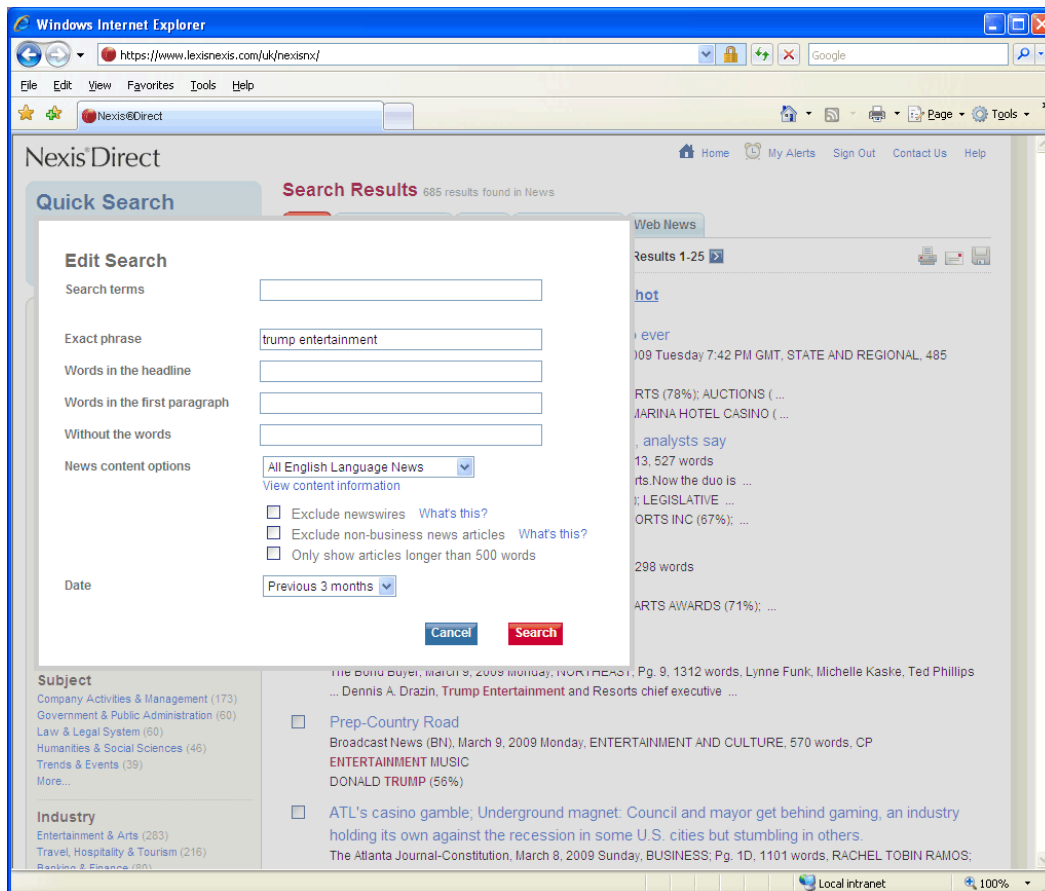 Windows Internet Explorer
https://www.lexisnexis.com/uk/nexisnx/
Google
File Edit View Favorites Tools Help
Nexis®Direct
Page Tools
Nexis®Direct
Home My Alerts Sign Out Contact Us Help
Quick Search
Search Results 685 results found in News
Web News
Results 1-25
Edit Search
Search terms
Exact phrase trump entertainment
Words in the headline
Words in the first paragraph
Without the words
News content options All English Language News
View content information
Exclude newswires What's this?
Exclude non-business news articles What's this?
Only show articles longer than 500 words
Date Previous 3 months
Cancel Search
hot
ever
009 Tuesday 7:42 PM GMT, STATE AND REGIONAL, 485
RTS (78%); AUCTIONS ( ...
MARINA HOTEL CASINO ( ...
, analysts say
13, 527 words
rts.Now the duo is ...
); LEGISLATIVE ...
ORTS INC (67%); ...
298 words
ARTS AWARDS (71%); ...
The Bond Buyer, March 9, 2009 Monday, NORTHEAST; Pg. 9, 1312 words, Lynne Funk, Michelle Kaske, Ted Phillips
... Dennis A. Drazin, Trump Entertainment and Resorts chief executive ...
Subject
Company Activities & Management (173)
Government & Public Administration (60)
Law & Legal System (60)
Humanities & Social Sciences (46)
Trends & Events (39)
More...
Prep-Country Road
Broadcast News (BN), March 9, 2009 Monday, ENTERTAINMENT AND CULTURE, 570 words, CP
ENTERTAINMENT MUSIC
DONALD TRUMP (56%)
Industry
Entertainment & Arts (283)
Travel, Hospitality & Tourism (216)
Banking & Finance (80)
ATL's casino gamble; Underground magnet: Council and mayor get behind gaming, an industry
holding its own against the recession in some U.S. cities but stumbling in others.
The Atlanta Journal-Constitution, March 8, 2009 Sunday, BUSINESS; Pg. 1D, 1101 words, RACHEL TOBIN RAMOS;
Local intranet 100%